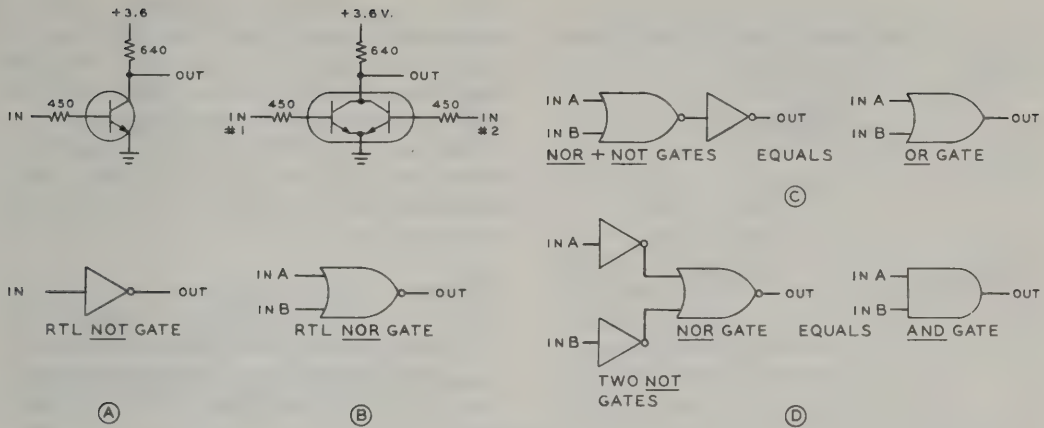 +3.6
640
OUT
450
IN
+3.6 V.
640
OUT
450
450
IN
#1
IN
#2
IN A
IN B
OUT
NOR + NOT GATES EQUALS
IN A
IN B
OUT
OR GATE
C
IN
OUT
RTL NOT GATE
A
IN A
IN B
OUT
RTL NOR GATE
B
IN A
IN B
OUT
NOR GATE EQUALS
TWO NOT
GATES
IN A
IN B
OUT
AND GATE
D